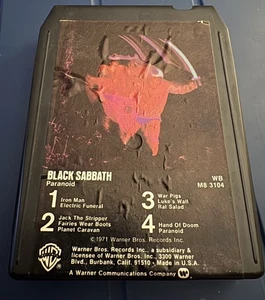 BLACK SABBATH
Paranoid
WB
M8 3104
1 Iron Man
Electric Funeral
2 Jack The Stripper
Fairies Wear Boots
Planet Caravan
3 War Pigs
Luke's Wall
Rat Salad
4 Hand Of Doom
Paranoid
©1971 Warner Bros. Records Inc.
Warner Bros. Records Inc., a subsidiary &
licensee of Warner Bros. Inc., 3300 Warner
Blvd., Burbank, Calif. 91510 • Made in U.S.A.
A Warner Communications Company